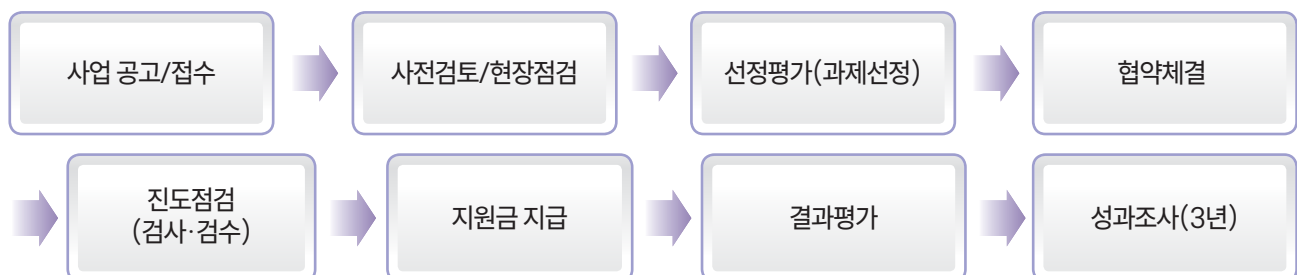 사업 공고/접수
사전검토/현장점검
선정평가(과제선정)
협약체결
진도점검
(검사·검수)
지원금 지급
결과평가
성과조사(3년)